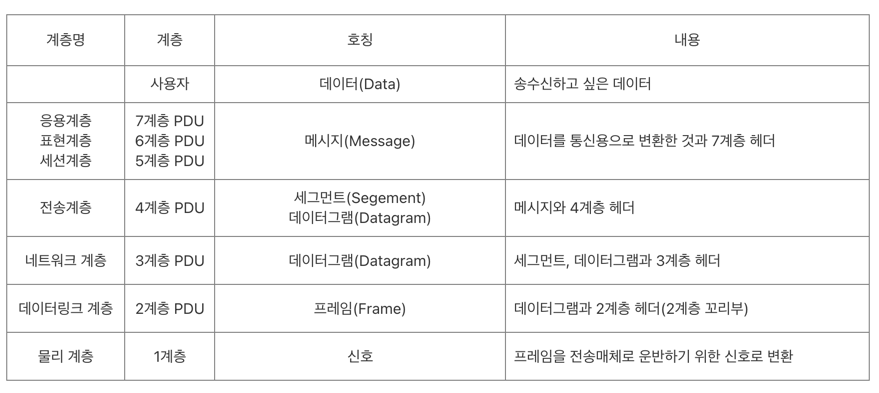 계층명 계층 호칭 내용
사용자 데이터(Data) 송수신하고 싶은 데이터
응용계층 7계층 PDU
표현계층 6계층 PDU 메시지(Message) 데이터를 통신용으로 변환한 것과 7계층 헤더
세션계층 5계층 PDU
전송계층 4계층 PDU 세그먼트(Segement) 메시지와 4계층 헤더
데이터그램(Datagram)
네트워크 계층 3계층 PDU 데이터그램(Datagram) 세그먼트, 데이터그램과 3계층 헤더
데이터링크 계층 2계층 PDU 프레임(Frame) 데이터그램과 2계층 헤더(2계층 꼬리부)
물리 계층 1계층 신호 프레임을 전송매체로 운반하기 위한 신호로 변환